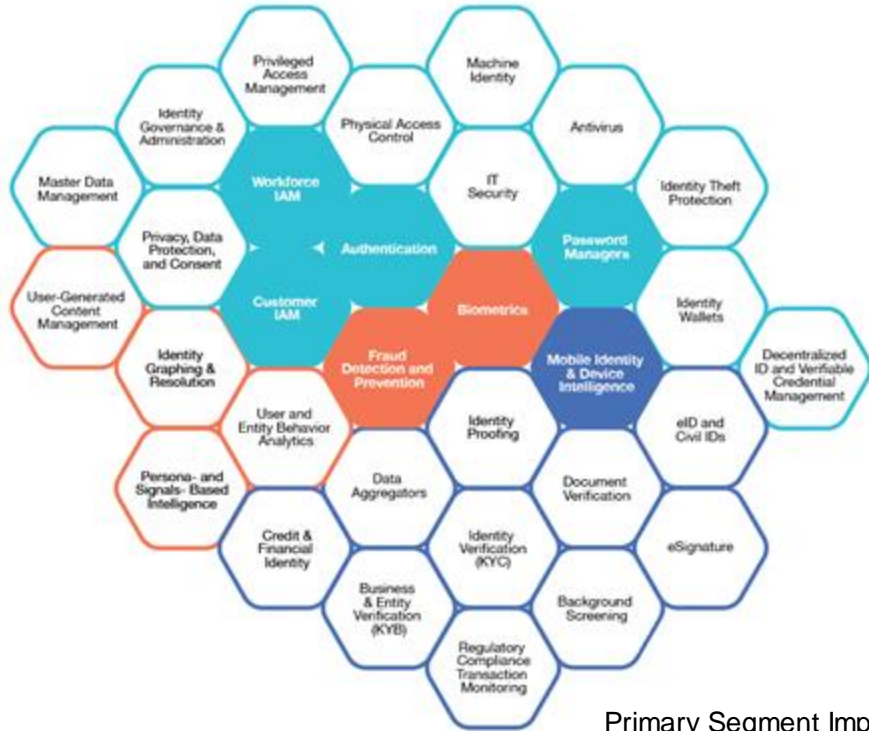 Privileged
Access
Management
Machine
Identity
Identity
Governance &
Administration
Physical Access
Control
Antivirus
Master Data
Management
Workforce
IAM
IT
Security
Identity Theft
Protection
Privacy, Data
Protection,
and Consent
Authentication
Password
Managers
User-Generated
Content
Management
Customer
IAM
Biometrics
Identity
Wallets
Identity
Graphing &
Resolution
Fraud
Detection and
Prevention
Mobile Identity
& Device
Intelligence
Decentralized
ID and Verifiable
Credential
Management
User and
Entity Behavior
Analytics
Identity
Proofing
eID and
Civil IDs
Persona- and
Signals- Based
Intelligence
Data
Aggregators
Document
Verification
Credit &
Financial
Identity
Identity
Verification
(KYC)
eSignature
Business
& Entity
Verification
(KYB)
Background
Screening
Regulatory
Compliance
Transaction
Monitoring
Primary Segment